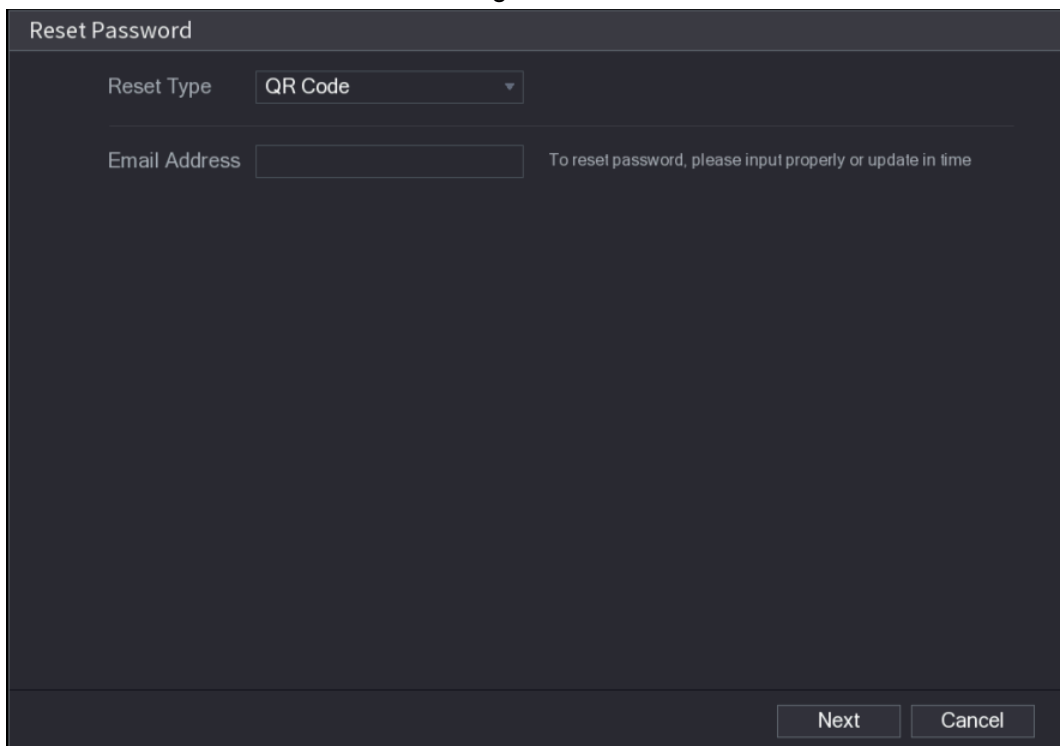 Reset Password
Reset Type QR Code
Email Address To reset password, please input properly or update in time
Next Cancel